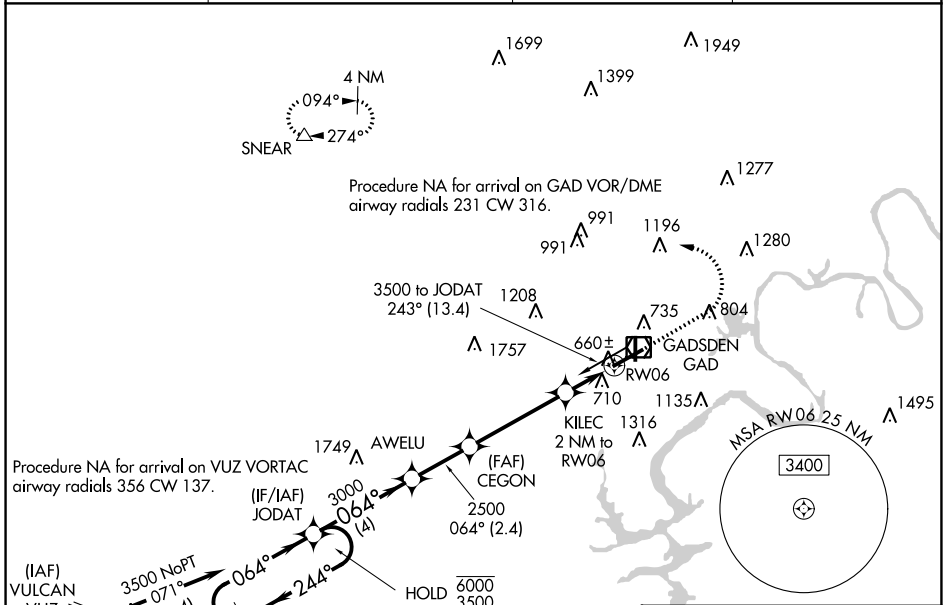 1699
1949
1399
4 NM
094°
274°
SNEAR
1277
Procedure NA for arrival on GAD VOR/DME
airway radials 231 CW 316.
991
991
1196
1280
3500 to JODAT
243° (13.4)
1208
735
804
1757
660±
GADSDEN
GAD
RW06
710
1135
1495
KILEC
2 NM to
RW06
1316
MSA RW06 25 NM
3400
1749
AWELU
(FAF)
CEGON
Procedure NA for arrival on VUZ VORTAC
airway radials 356 CW 137.
(IF/IAF)
JODAT
3000
064°
(4)
2500
064° (2.4)
(IAF)
VULCAN
3500 NoPT
071°
064°
244°
HOLD
6000
3500